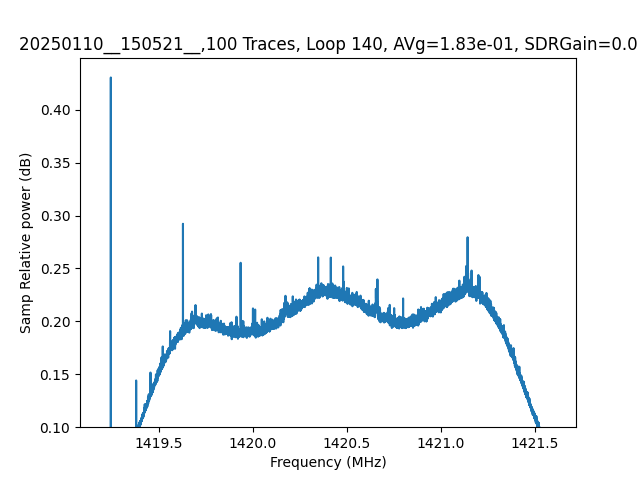 20250110__150521__,100 Traces, Loop 140, AVg=1.83e-01, SDRGain=0.0
Samp Relative power (dB)
0.40
0.35
0.30
0.25
0.20
0.15
0.10
1419.5 1420.0 1420.5 1421.0 1421.5
Frequency (MHz)